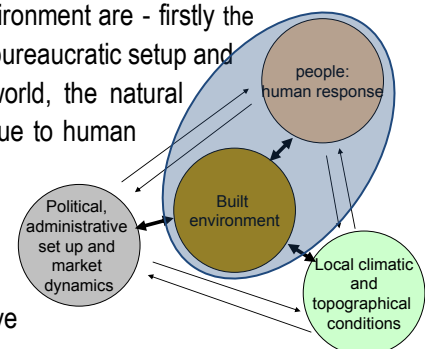 vironment are - firstly the
bureaucratic setup and
world, the natural
ue to human
people:
human response
Built
environment
Political,
administrative
set up and
market
dynamics
Local climatic
and
topographical
conditions
ve